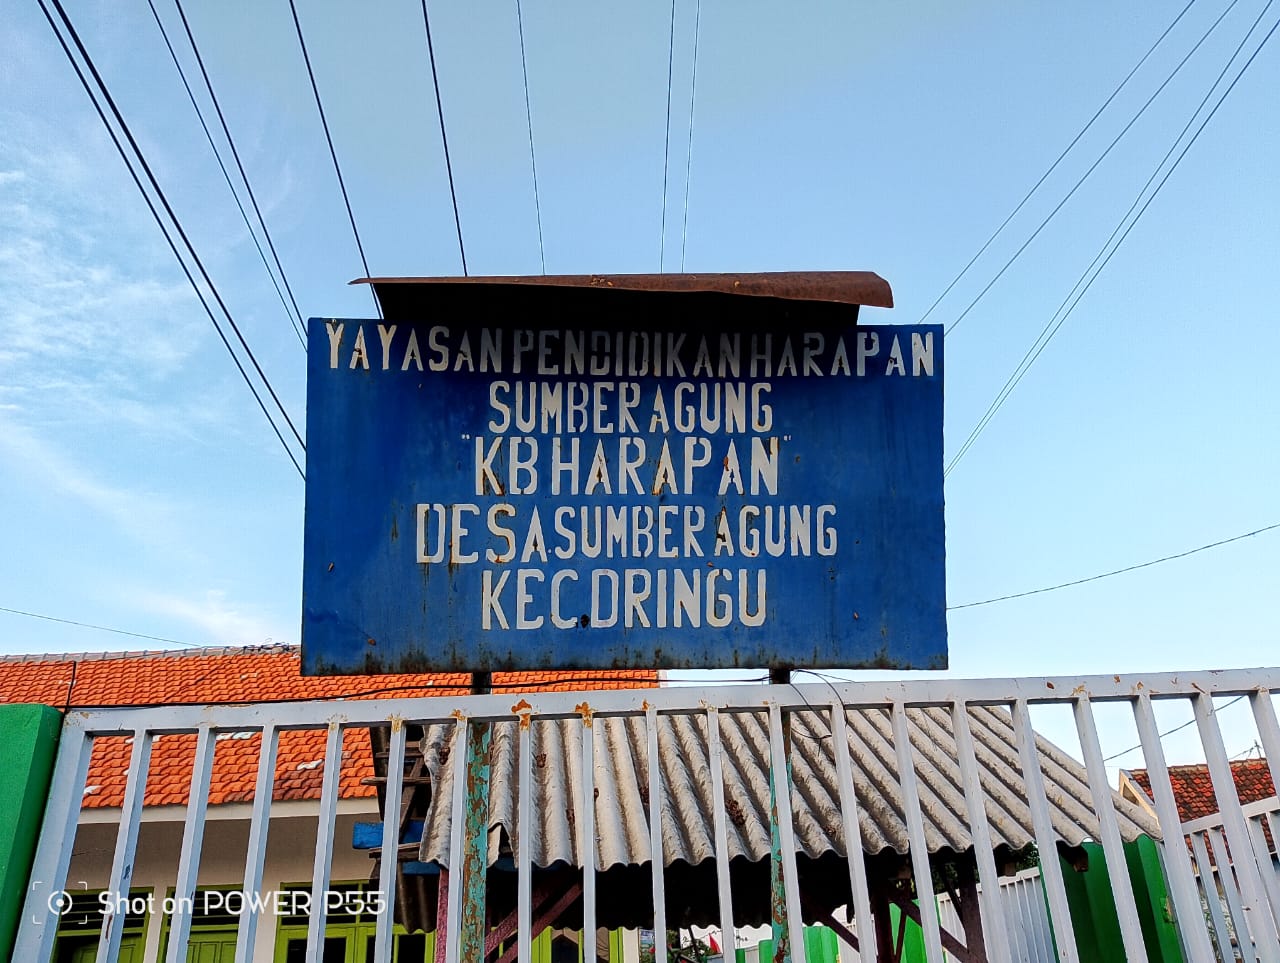 YAYASAN PENDIDIKAN HARAPAN
SUMBERAGUNG
"KB HARAPAN"
DESA SUMBERAGUNG
KEC DRINGU
Shot on POWER P55